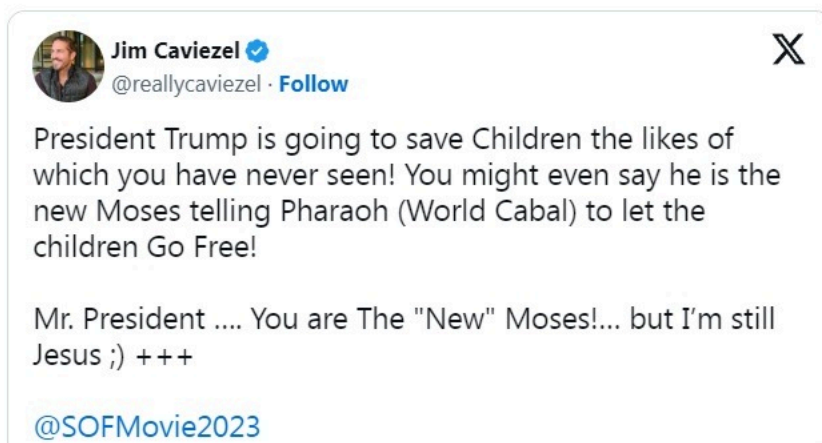 Jim Caviezel
@reallycaviezel · Follow
President Trump is going to save Children the likes of
which you have never seen! You might even say he is the
new Moses telling Pharaoh (World Cabal) to let the
children Go Free!
Mr. President .... You are The "New" Moses!... but I’m still
Jesus ;) +++
@SOFMovie2023